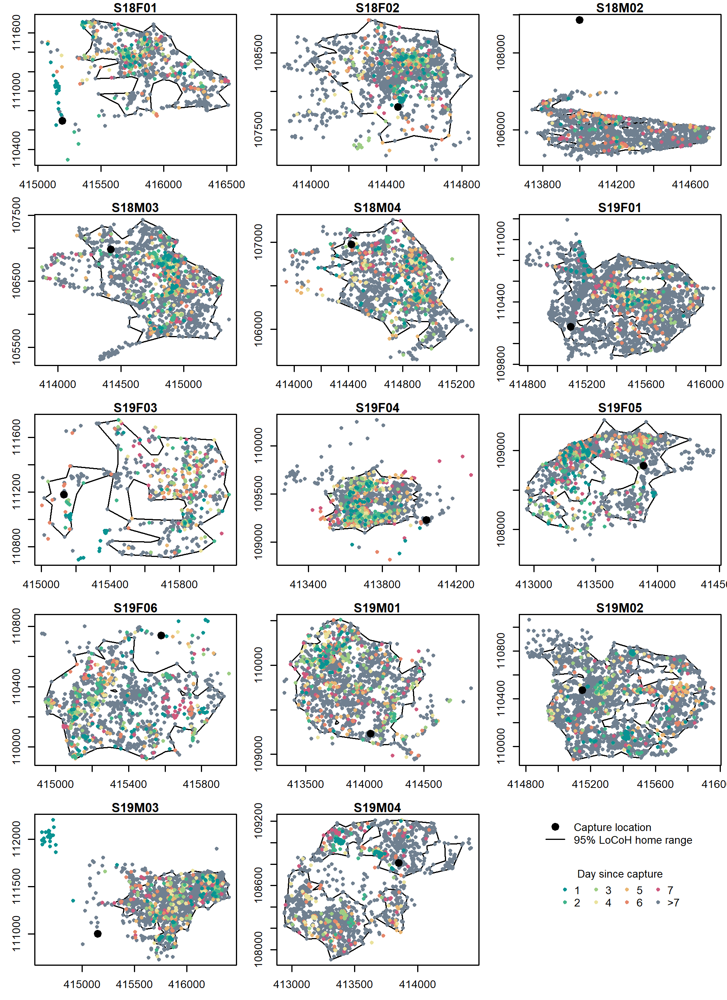 S18F01 S18F02 S18M02
111600
111000
110400
108500
107500
108000
106000
415000 415500 416000 416500 414000 414400 414800 413800 414200 414600
S18M03 S18M04 S19F01
107500
106500
105500
107000
106000
111000
110400
109800
414000 414500 415000 414000 414400 414800 415200 414800 415200 415600 416000
S19F03 S19F04 S19F05
111600
111200
110800
110000
109500
109000
109000
108000
415000 415400 415800 413400 413800 414200 413000 413500 414000 41450
S19F06 S19M01 S19M02
110800
110400
110000
110000
109000
110800
110400
110000
415000 415400 415800 413500 414000 414500 414800 415200 415600 41600
S19M03 S19M04
112000
111500
111000
109200
108600
108000
415000 415500 416000 413000 413500 414000
Capture location
95% LoCoH home range
Day since capture
1 3 5 7
2 4 6 >7